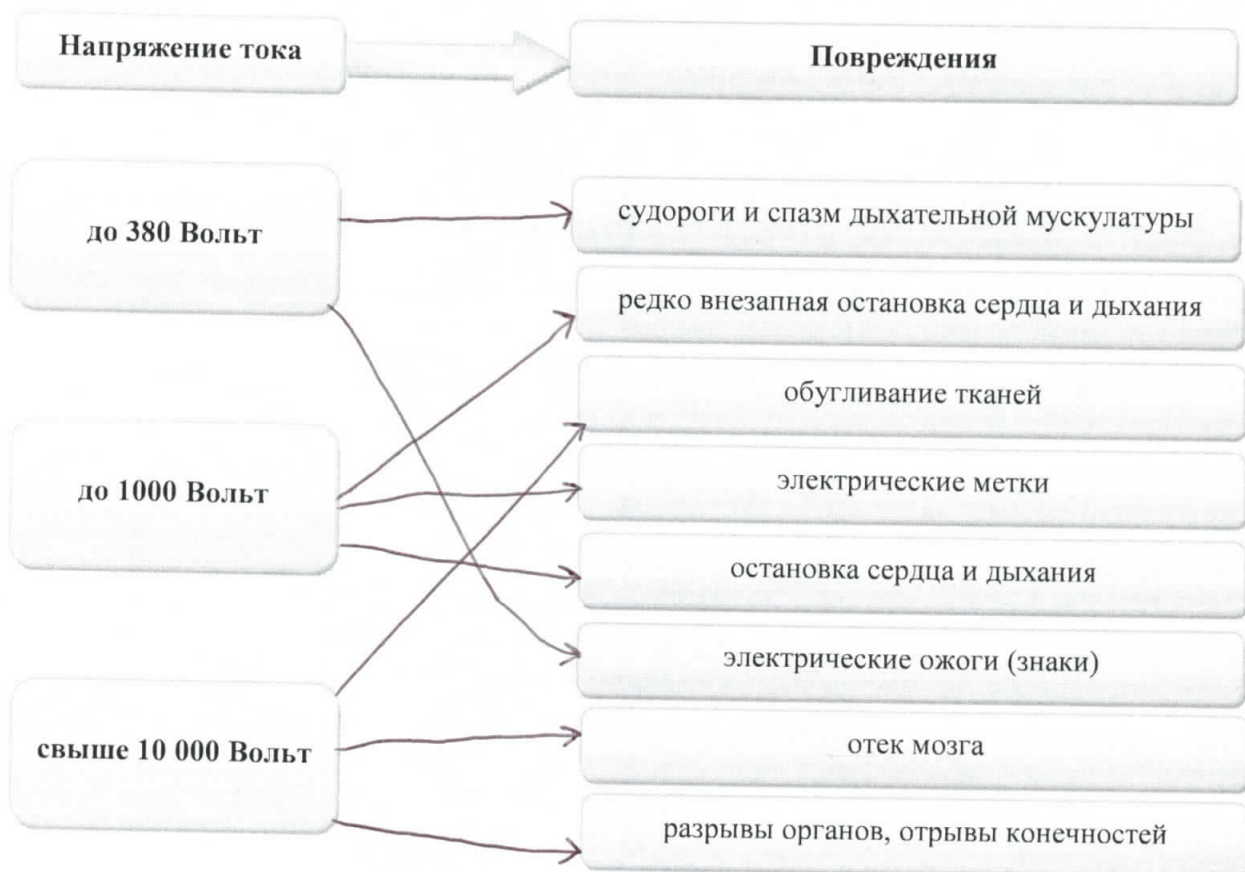 Напряжение тока
Повреждения
до 380 Вольт
до 1000 Вольт
свыше 10 000 Вольт
судороги и спазм дыхательной мускулатуры
редко внезапная остановка сердца и дыхания
обугливание тканей
электрические метки
остановка сердца и дыхания
электрические ожоги (знаки)
отек мозга
разрывы органов, отрывы конечностей